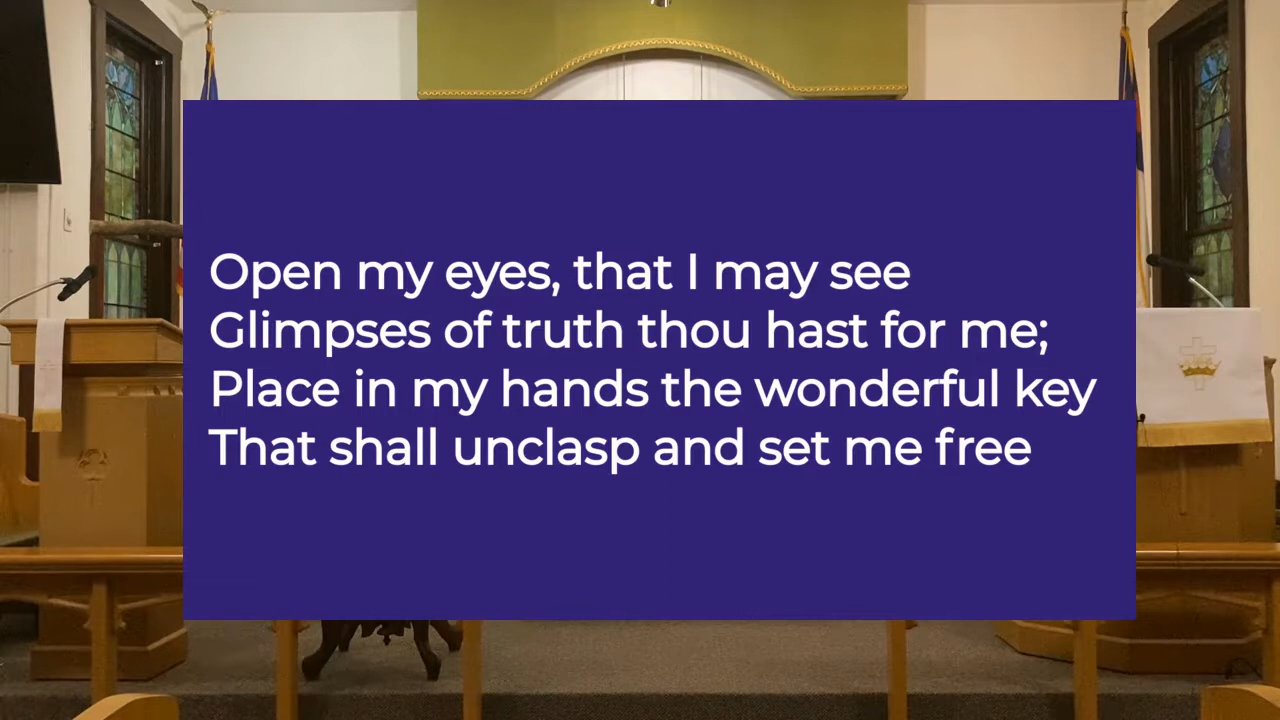 Open my eyes, that I may see
Glimpses of truth thou hast for me;
Place in my hands the wonderful key
That shall unclasp and set me free